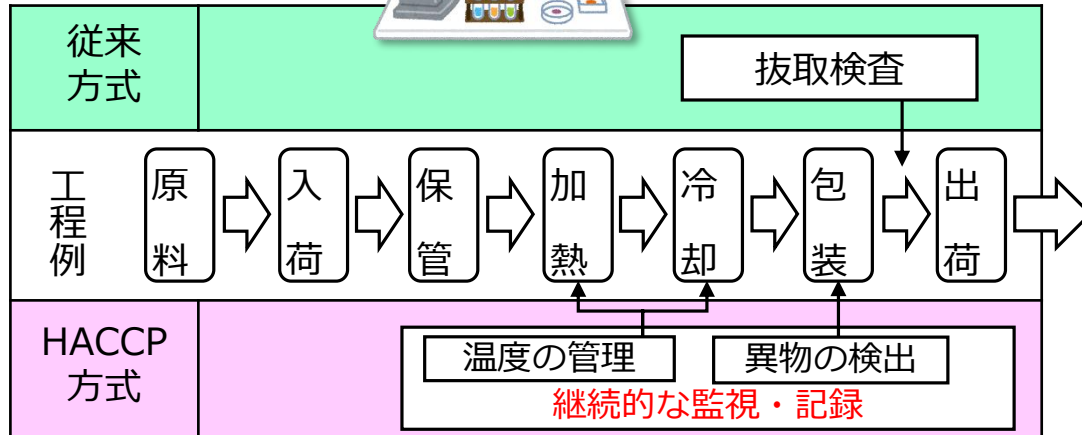 従来
方式
抜取検査
工程例
原料
入荷
保管
加熱
冷却
包装
出荷
HACCP
方式
温度の管理
異物の検出
継続的な監視・記録